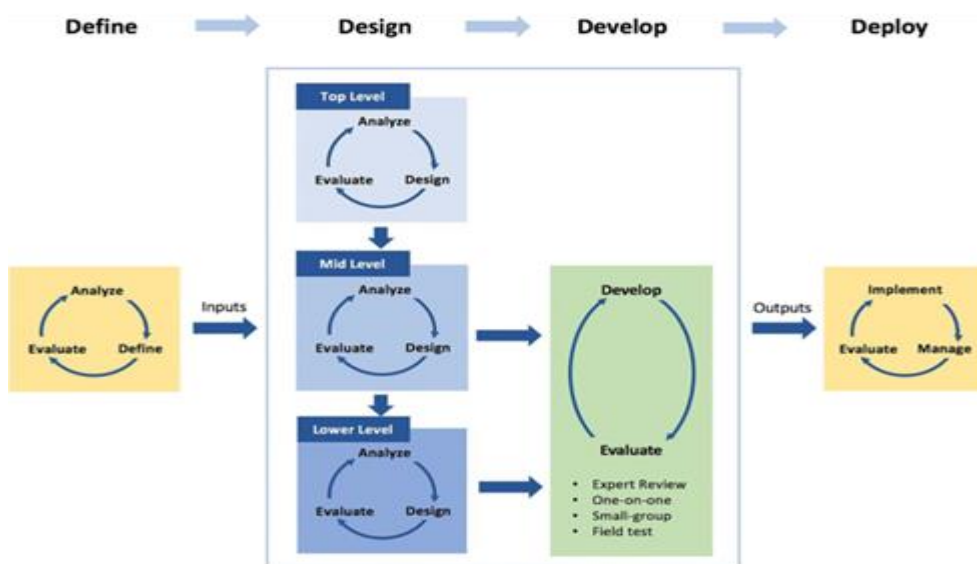 Define
Design
Develop
Deploy
Top Level
Analyze
Evaluate
Design
Mid Level
Analyze
Evaluate
Design
Lower Level
Analyze
Evaluate
Design
Analyze
Evaluate
Define
Inputs
Develop
Evaluate
• Expert Review
• One-on-one
• Small-group
• Field test
Outputs
Implement
Evaluate
Manage